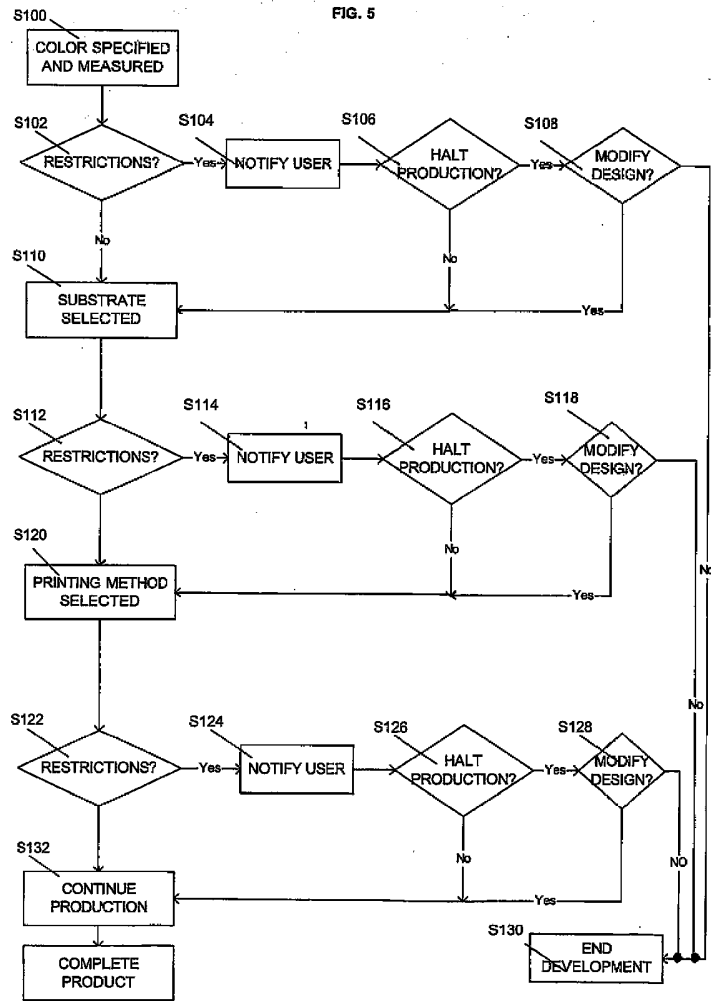 FIG. 5
S100
COLOR SPECIFIED
AND MEASURED
S102
RESTRICTIONS?
Yes
S104
NOTIFY USER
S106
HALT
PRODUCTION?
Yes
S108
MODIFY
DESIGN?
No
No
Yes
S110
SUBSTRATE
SELECTED
S112
RESTRICTIONS?
Yes
S114
NOTIFY USER
S116
HALT
PRODUCTION?
Yes
S118
MODIFY
DESIGN?
No
No
Yes
S120
PRINTING METHOD
SELECTED
No
S122
RESTRICTIONS?
Yes
S124
NOTIFY USER
S126
HALT
PRODUCTION?
Yes
S128
MODIFY
DESIGN?
No
NO
Yes
S132
CONTINUE
PRODUCTION
S130
END
DEVELOPMENT
COMPLETE
PRODUCT